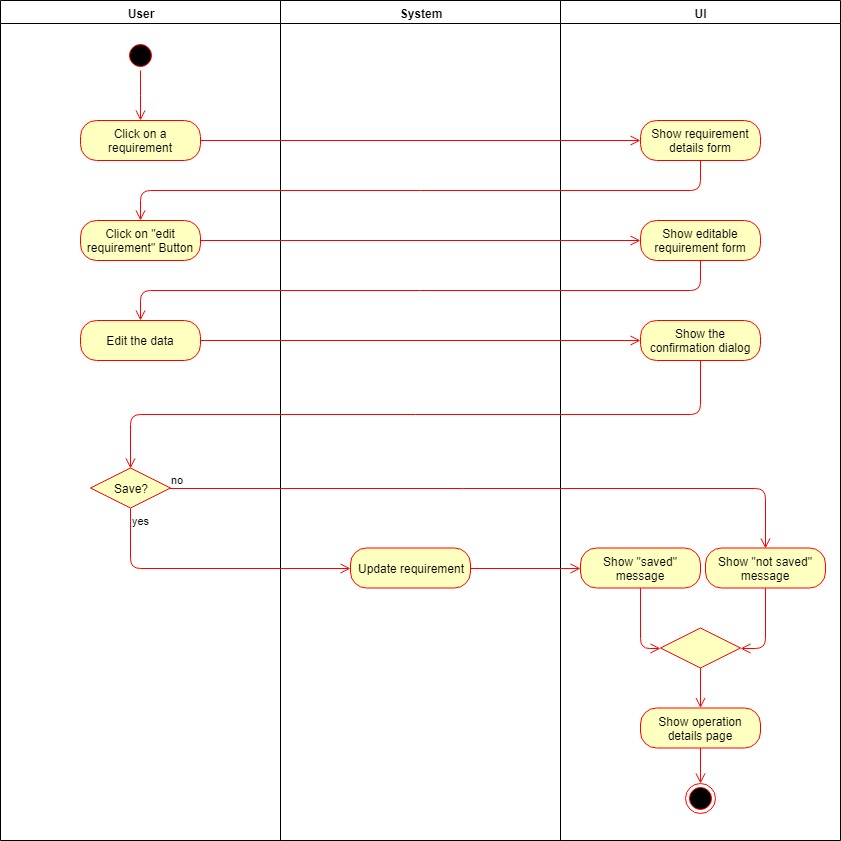 User
System
UI
Click on a
requirement
Show requirement
details form
Click on "edit
requirement" Button
Show editable
requirement form
Edit the data
Show the
confirmation dialog
Save?
no
yes
Update requirement
Show "saved"
message
Show "not saved"
message
Show operation
details page